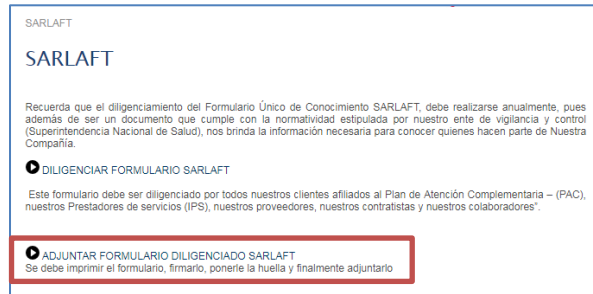 SARLAFT
SARLAFT
Recuerda que el diligenciamiento del Formulario Único de Conocimiento SARLAFT, debe realizarse anualmente, pues
además de ser un documento que cumple con la normatividad estipulada por nuestro ente de vigilancia y control
(Superintendencia Nacional de Salud), nos brinda la información necesaria para conocer quienes hacen parte de Nuestra
Compañía.
DILIGENCIAR FORMULARIO SARLAFT
Este formulario debe ser diligenciado por todos nuestros clientes afiliados al Plan de Atención Complementaria – (PAC),
nuestros Prestadores de servicios (IPS), nuestros proveedores, nuestros contratistas y nuestros colaboradores".
ADJUNTAR FORMULARIO DILIGENCIADO SARLAFT
Se debe imprimir el formulario, firmarlo, ponerle la huella y finalmente adjuntarlo